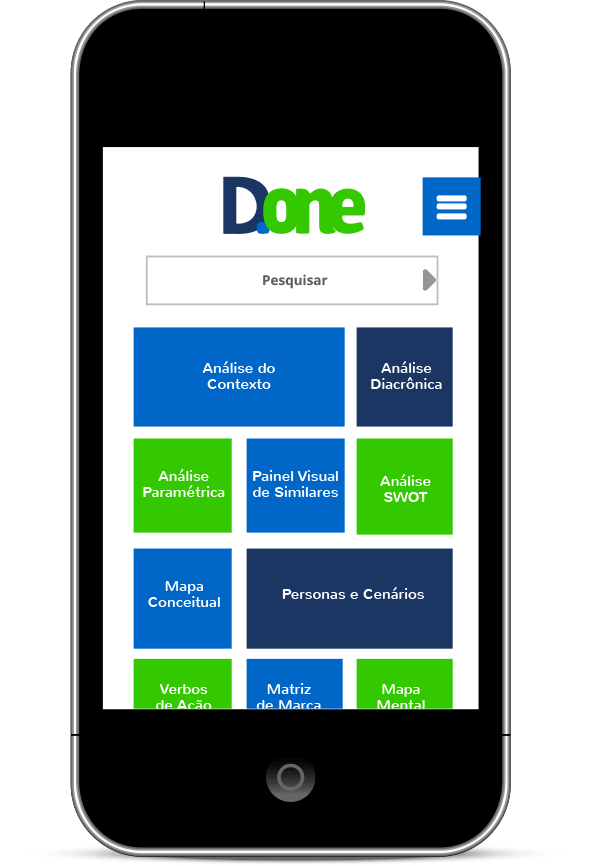 D.one
Pesquisar
Análise do
Contexto
Análise
Diacrônica
Análise
Paramétrica
Painel Visual
de Similares
Análise
SWOT
Mapa
Conceitual
Personas e Cenários
Verbos
de Ação
Matriz
de Marca
Mapa
Mental